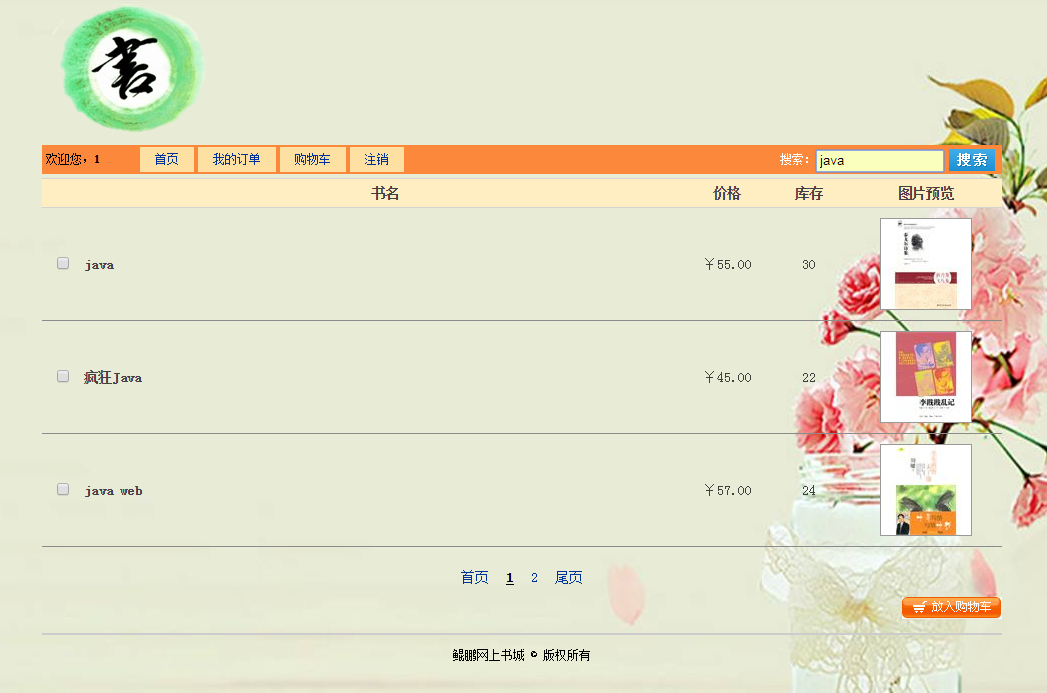 書
欢迎您，1 首页 我的订单 购物车 注销 搜索： java 搜索
书名 价格 库存 图片预览
java ￥55.00 30
疯狂Java ￥45.00 22
李戡戡乱记
java web ￥57.00 24
首页 1 2 尾页
放入购物车
鲲鹏网上书城 © 版权所有